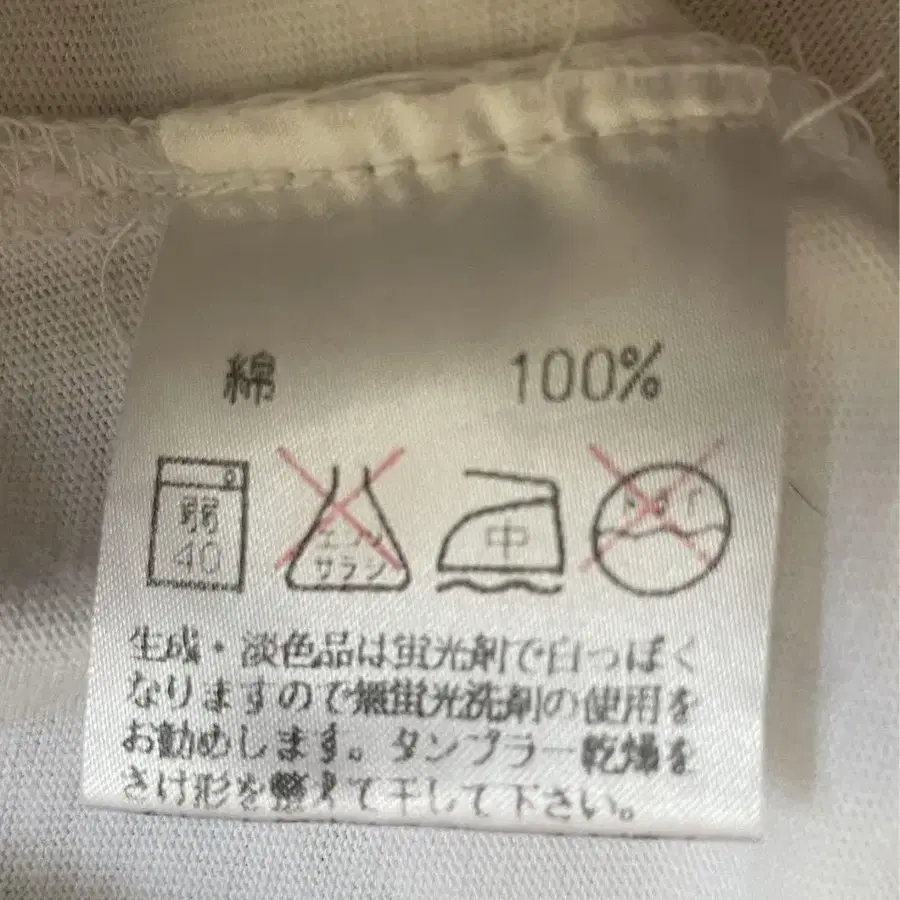 綿 100%
弱 40
エンソ サラシ
中
生成・淡色品は蛍光剤で白っぽく
なりますので無蛍光洗剤の使用を
お勧めします。タンブラー乾燥を
さけ形を整えて干して下さい。